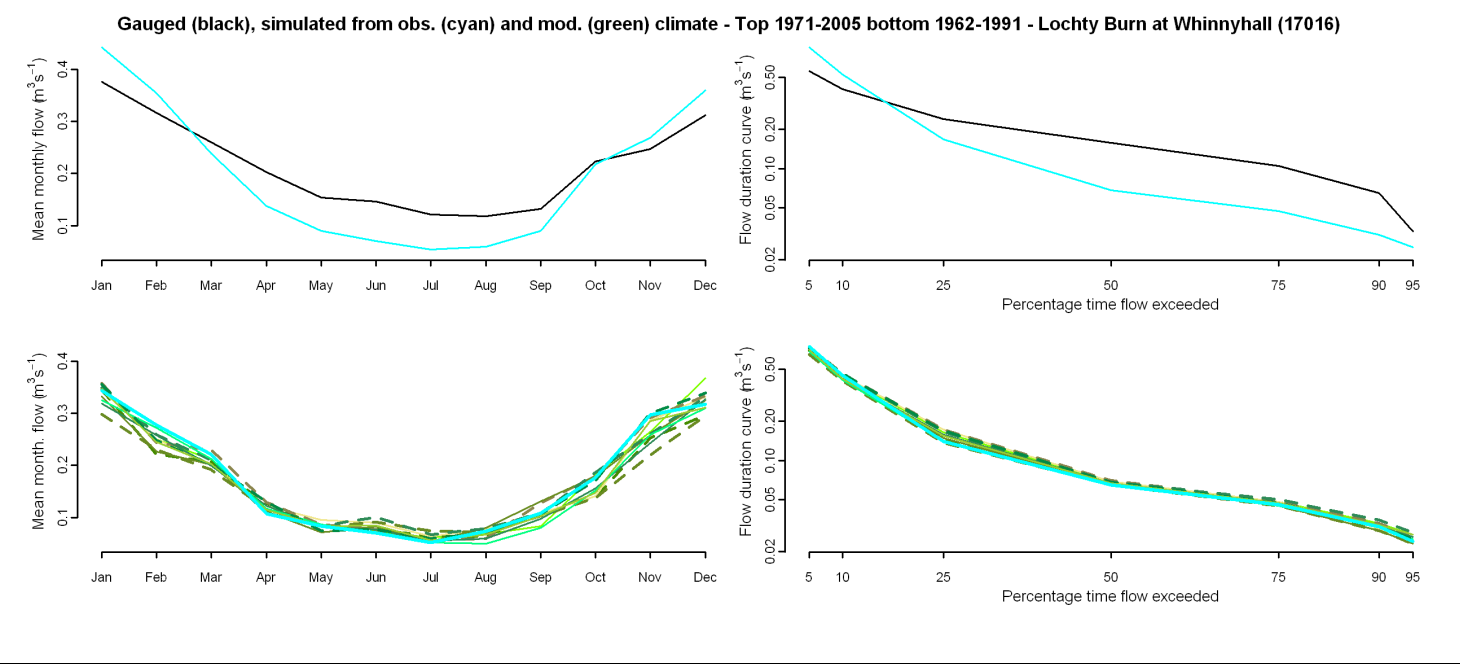 Gauged (black), simulated from obs. (cyan) and mod. (green) climate - Top 1971-2005 bottom 1962-1991 - Lochty Burn at Whinnyhall (17016)
Mean monthly flow (m³s⁻¹)
0.4
0.3
0.2
0.1
Jan Feb Mar Apr May Jun Jul Aug Sep Oct Nov Dec
Flow duration curve (m³s⁻¹)
0.50
0.20
0.10
0.05
0.02
5 10 25 50 75 90 95
Percentage time flow exceeded
Mean month. flow (m³s⁻¹)
0.4
0.3
0.2
0.1
Jan Feb Mar Apr May Jun Jul Aug Sep Oct Nov Dec
Flow duration curve (m³s⁻¹)
0.50
0.20
0.10
0.05
0.02
5 10 25 50 75 90 95
Percentage time flow exceeded